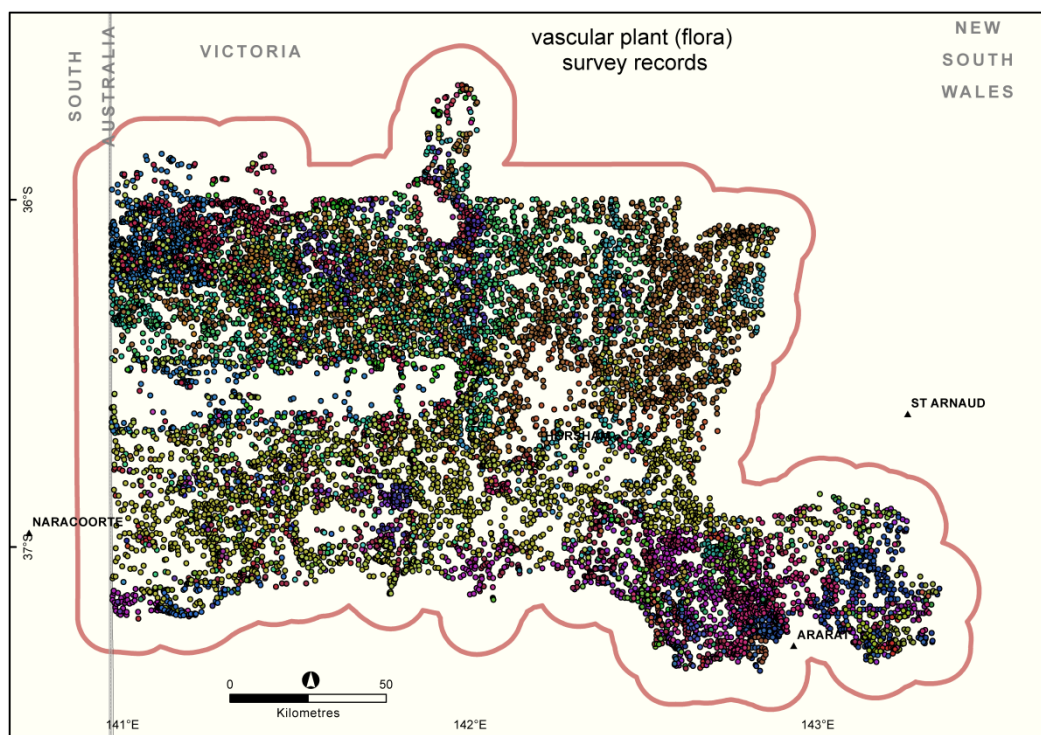 vascular plant (flora)
survey records
SOUTH
AUSTRALIA
VICTORIA
NEW
SOUTH
WALES
36°S
37°S
ST ARNAUD
HORSHAM
NARACOORTE
ARARAT
0
50
Kilometres
141°E
142°E
143°E